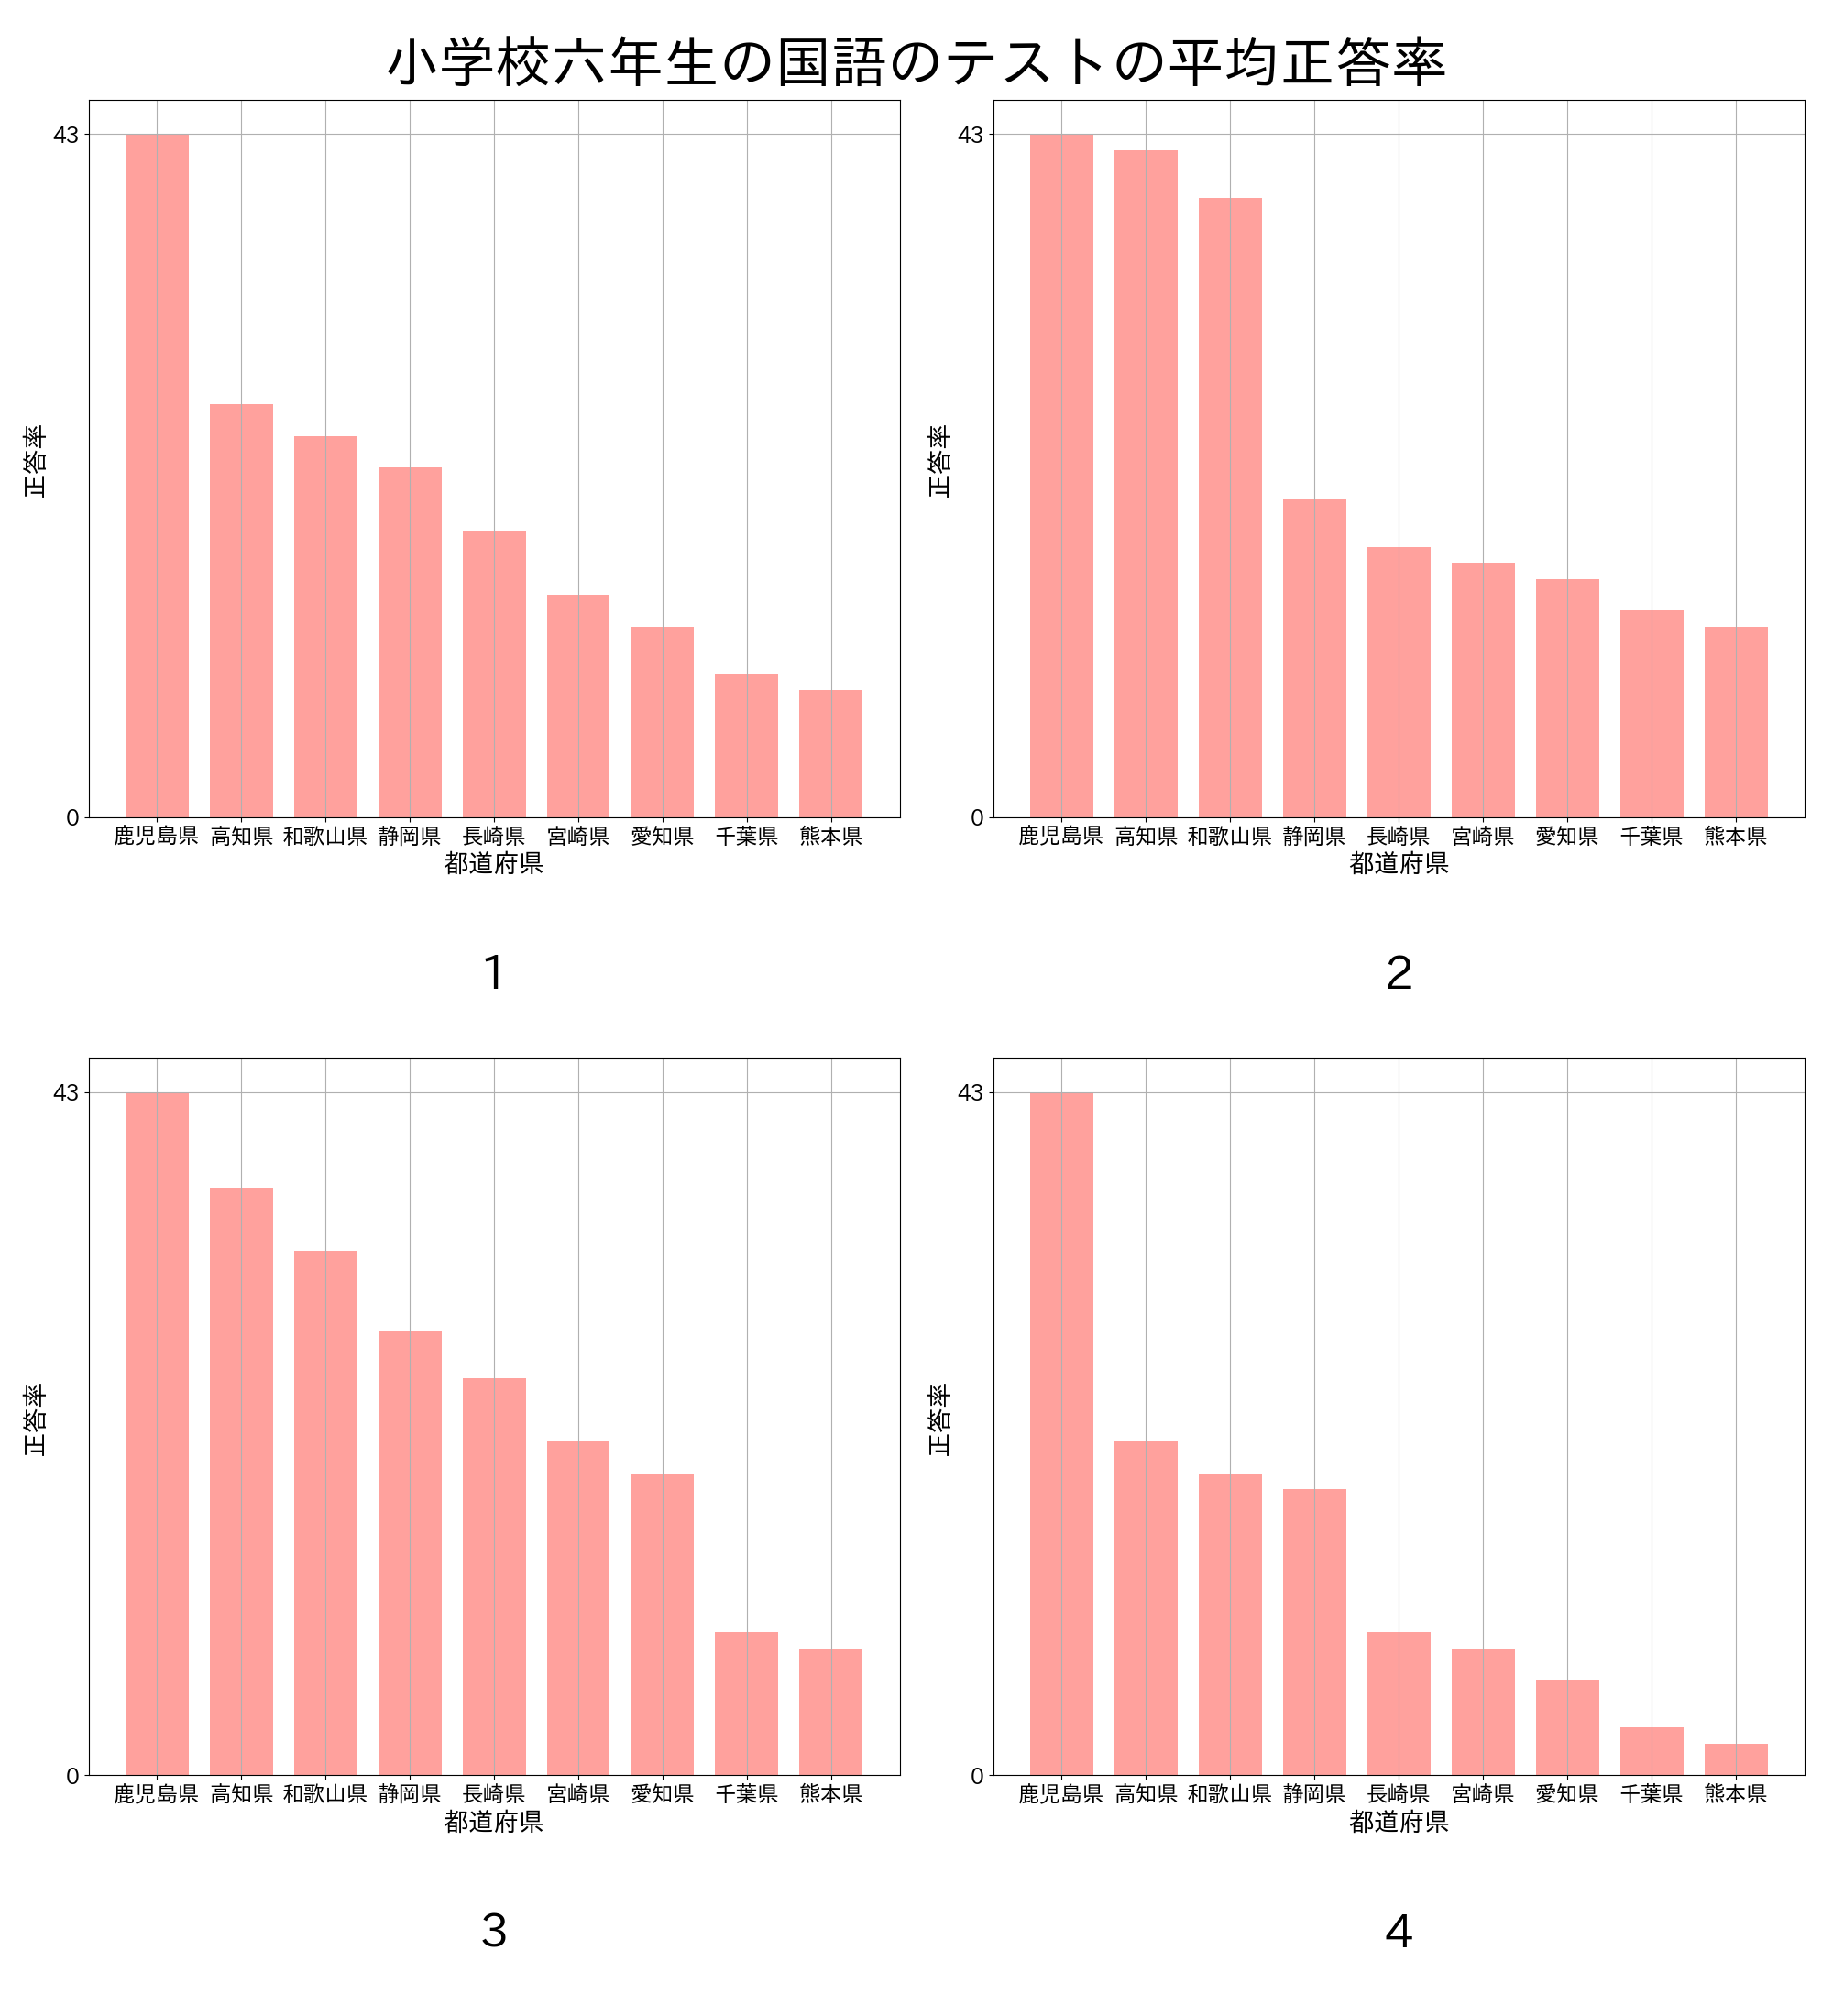 小学校六年生の国語のテストの平均正答率
43
0
正答率
鹿児島県 高知県 和歌山県 静岡県 長崎県 宮崎県 愛知県 千葉県 熊本県
都道府県
1
43
0
正答率
鹿児島県 高知県 和歌山県 静岡県 長崎県 宮崎県 愛知県 千葉県 熊本県
都道府県
2
43
0
正答率
鹿児島県 高知県 和歌山県 静岡県 長崎県 宮崎県 愛知県 千葉県 熊本県
都道府県
3
43
0
正答率
鹿児島県 高知県 和歌山県 静岡県 長崎県 宮崎県 愛知県 千葉県 熊本県
都道府県
4